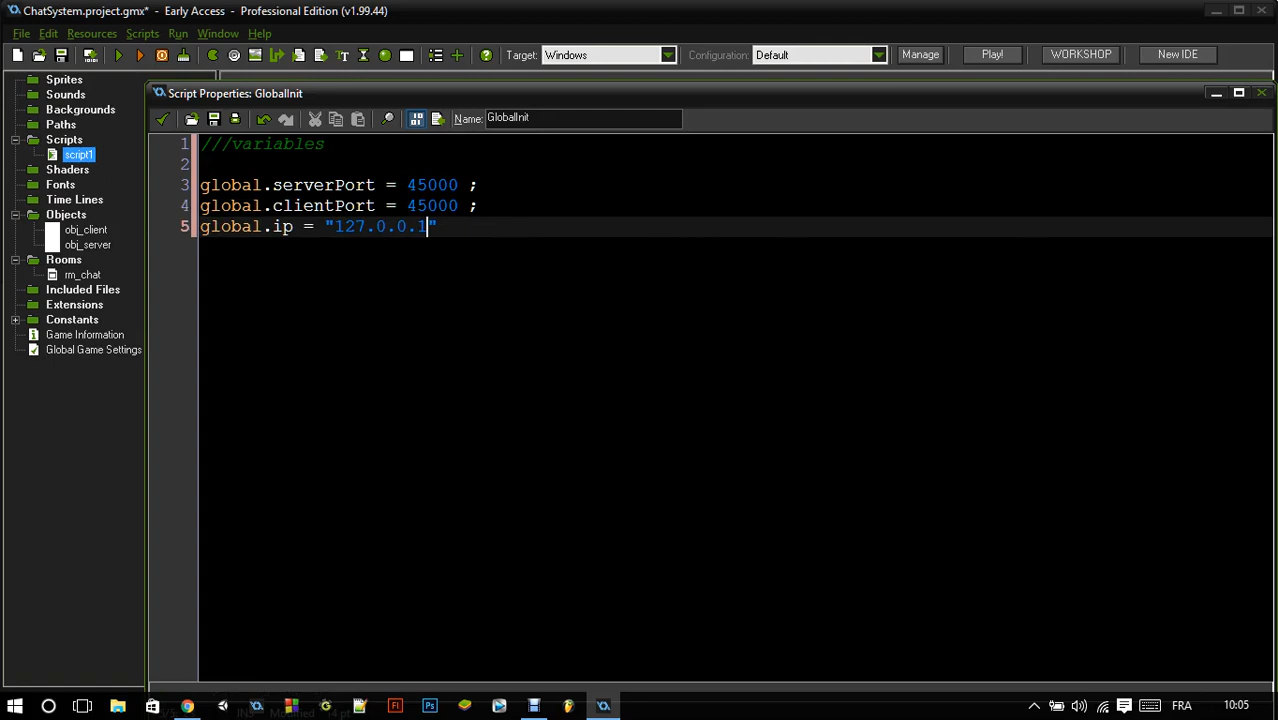 ChatSystem.project.gmx* - Early Access - Professional Edition (v1.99.44)
File Edit Resources Scripts Run Window Help
Target: Windows Configuration: Default Manage Play! WORKSHOP New IDE
Sprites
Sounds
Backgrounds
Paths
Scripts
script1
Shaders
Fonts
Time Lines
Objects
obj_client
obj_server
Rooms
rm_chat
Included Files
Extensions
Constants
Game Information
Global Game Settings
Script Properties: GlobalInit
Name: GlobalInit
1 ///variables
2
3 global.serverPort = 45000 ;
4 global.clientPort = 45000 ;
5 global.ip = "127.0.0.1"
FRA 10:05